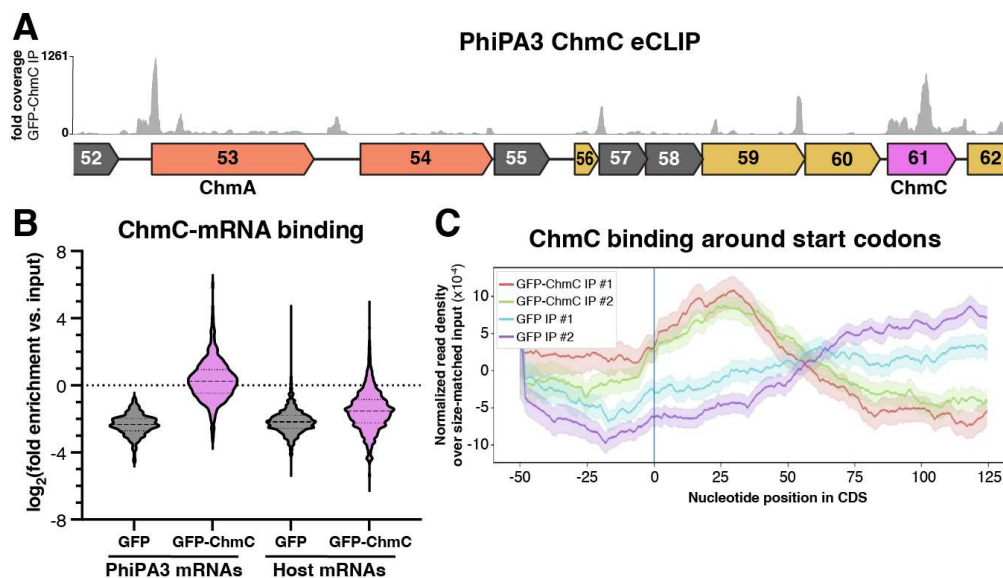 A
PhiPA3 ChmC eCLIP
fold coverage
GFP-ChmC IP
1261
0
52 53 54 55 56 57 58 59 60 61 62
ChmA ChmC
B
ChmC-mRNA binding
log2(fold enrichment vs. input)
8
4
0
-4
-8
GFP GFP-ChmC GFP GFP-ChmC
PhiPA3 mRNAs Host mRNAs
C
ChmC binding around start codons
Normalized read density
over size-matched input (x10⁻⁴)
GFP-ChmC IP #1
GFP-ChmC IP #2
GFP IP #1
GFP IP #2
10
5
0
-5
-10
-50 -25 0 25 50 75 100 125
Nucleotide position in CDS